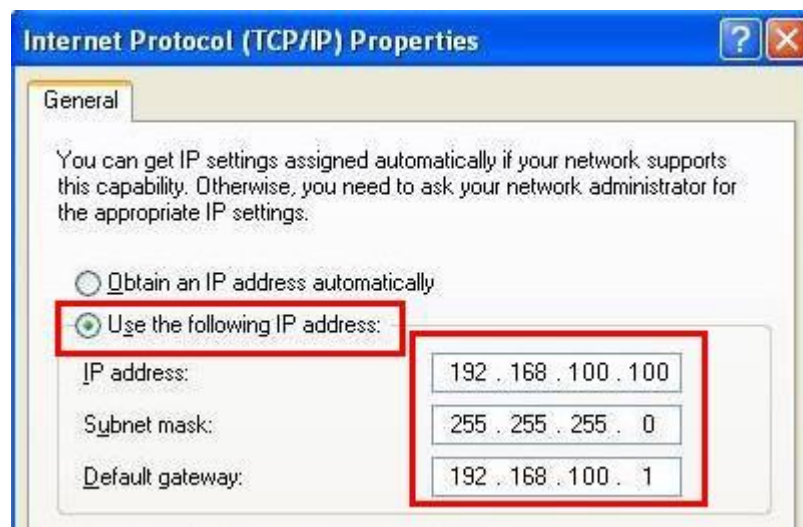 Internet Protocol (TCP/IP) Properties
General
You can get IP settings assigned automatically if your network supports
this capability. Otherwise, you need to ask your network administrator for
the appropriate IP settings.
Obtain an IP address automatically
Use the following IP address:
IP address: 192 . 168 . 100 . 100
Subnet mask: 255 . 255 . 255 . 0
Default gateway: 192 . 168 . 100 . 1